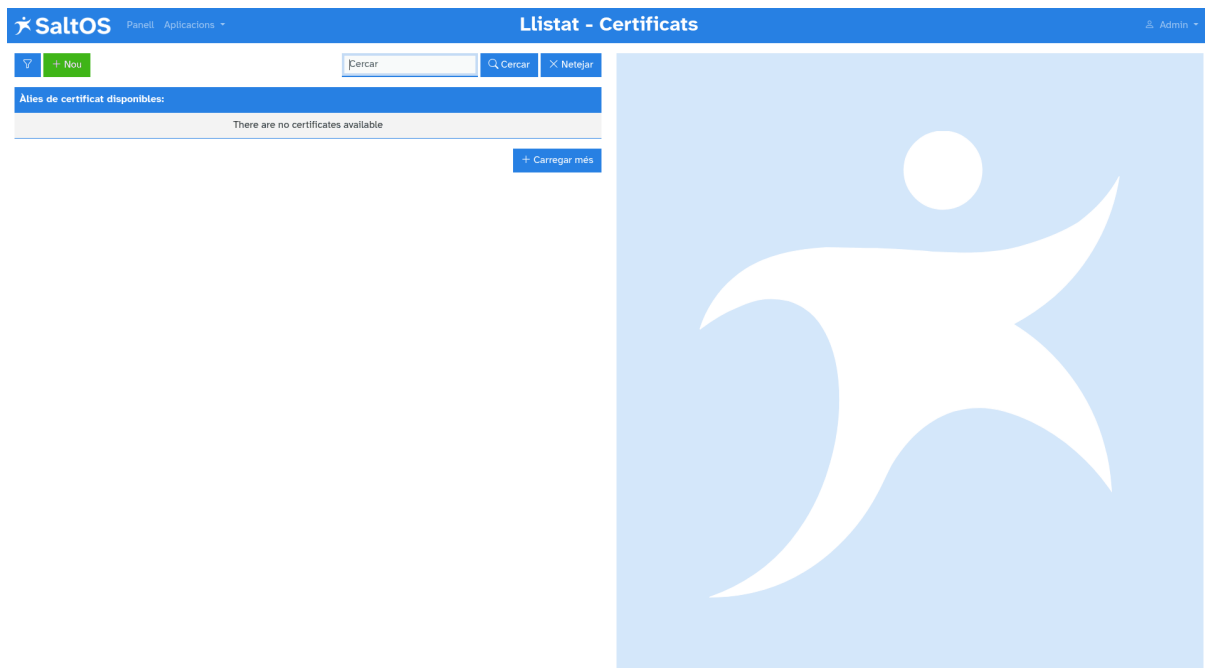 SaltOS Panell Aplicacions Llistat - Certificats Admin
+ Nou Cercar Cercar Netejar
Àlies de certificat disponibles:
There are no certificates available
+ Carregar més